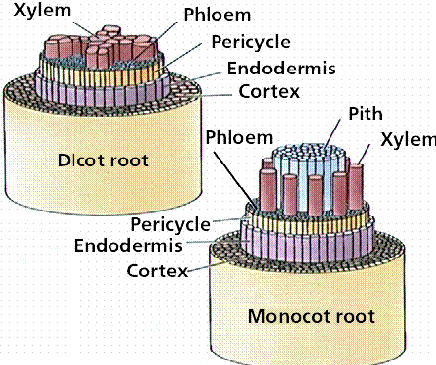 Xylem
Phloem
Pericycle
Endodermis
Cortex
Dicot root
Pith
Phloem
Xylem
Pericycle
Endodermis
Cortex
Monocot root